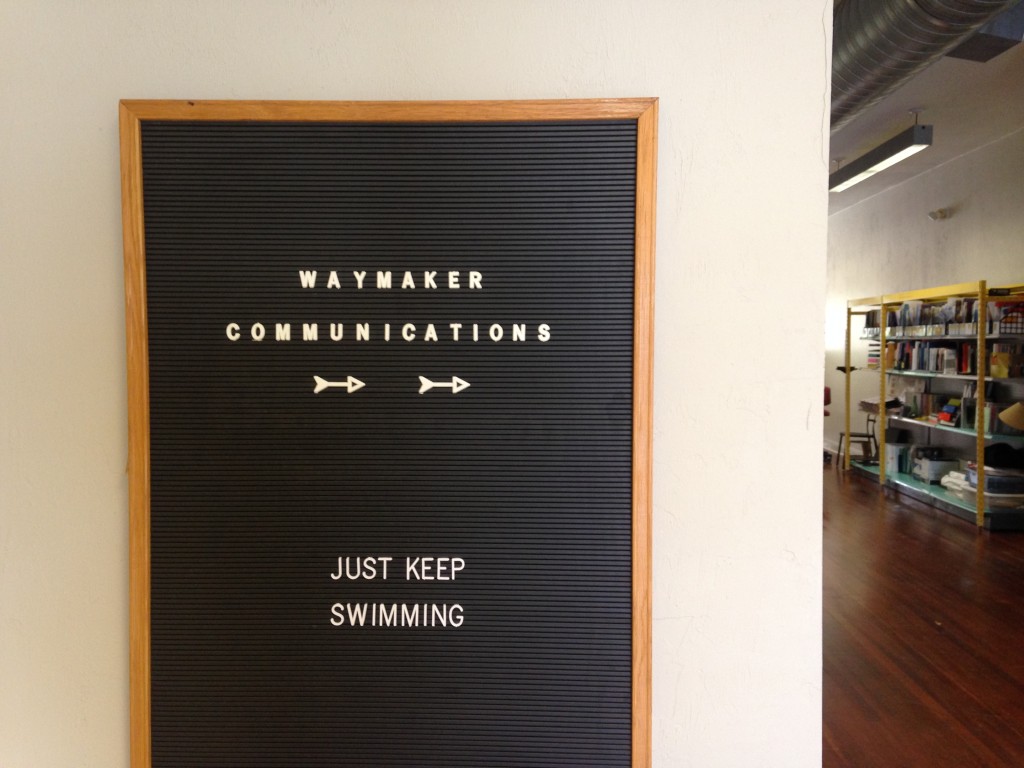 WAYMAKER
COMMUNICATIONS
JUST KEEP
SWIMMING